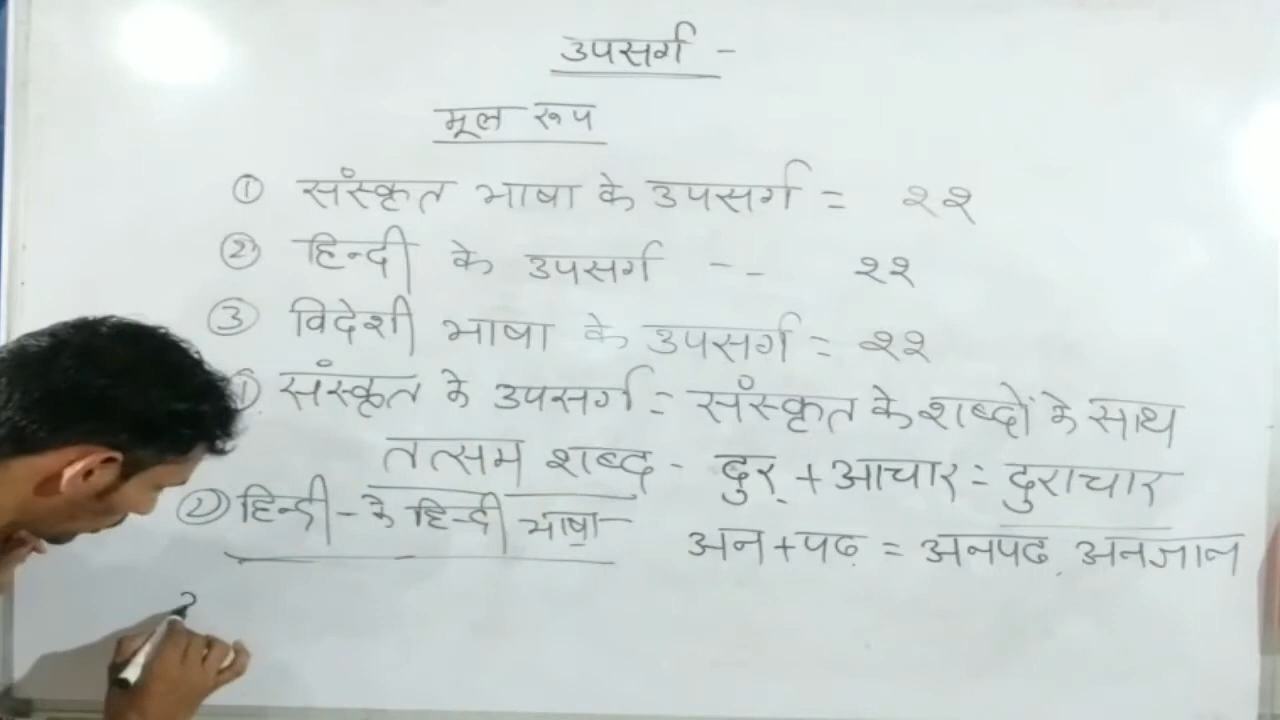 उपसर्ग -
मूल रूप
① संस्कृत भाषा के उपसर्ग = २२
② हिन्दी के उपसर्ग -- २२
③ विदेशी भाषा के उपसर्ग = २२
① संस्कृत के उपसर्ग = संस्कृत के शब्दों के साथ
तत्सम शब्द - दुर् + आचार = दुराचार
② हिन्दी - के हिन्दी भाषा अन + पढ़ = अनपढ, अनजान